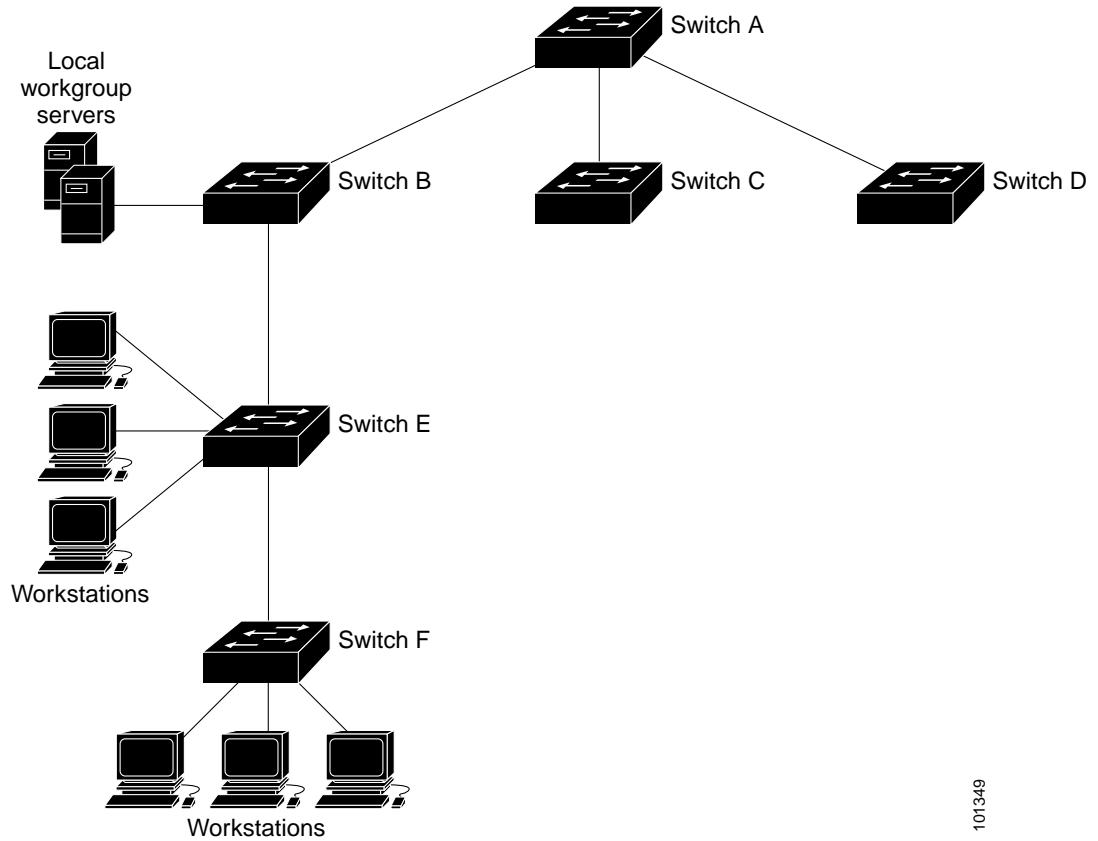 Switch A
Local
workgroup
servers
Switch B
Switch C
Switch D
Switch E
Workstations
Switch F
Workstations
101349